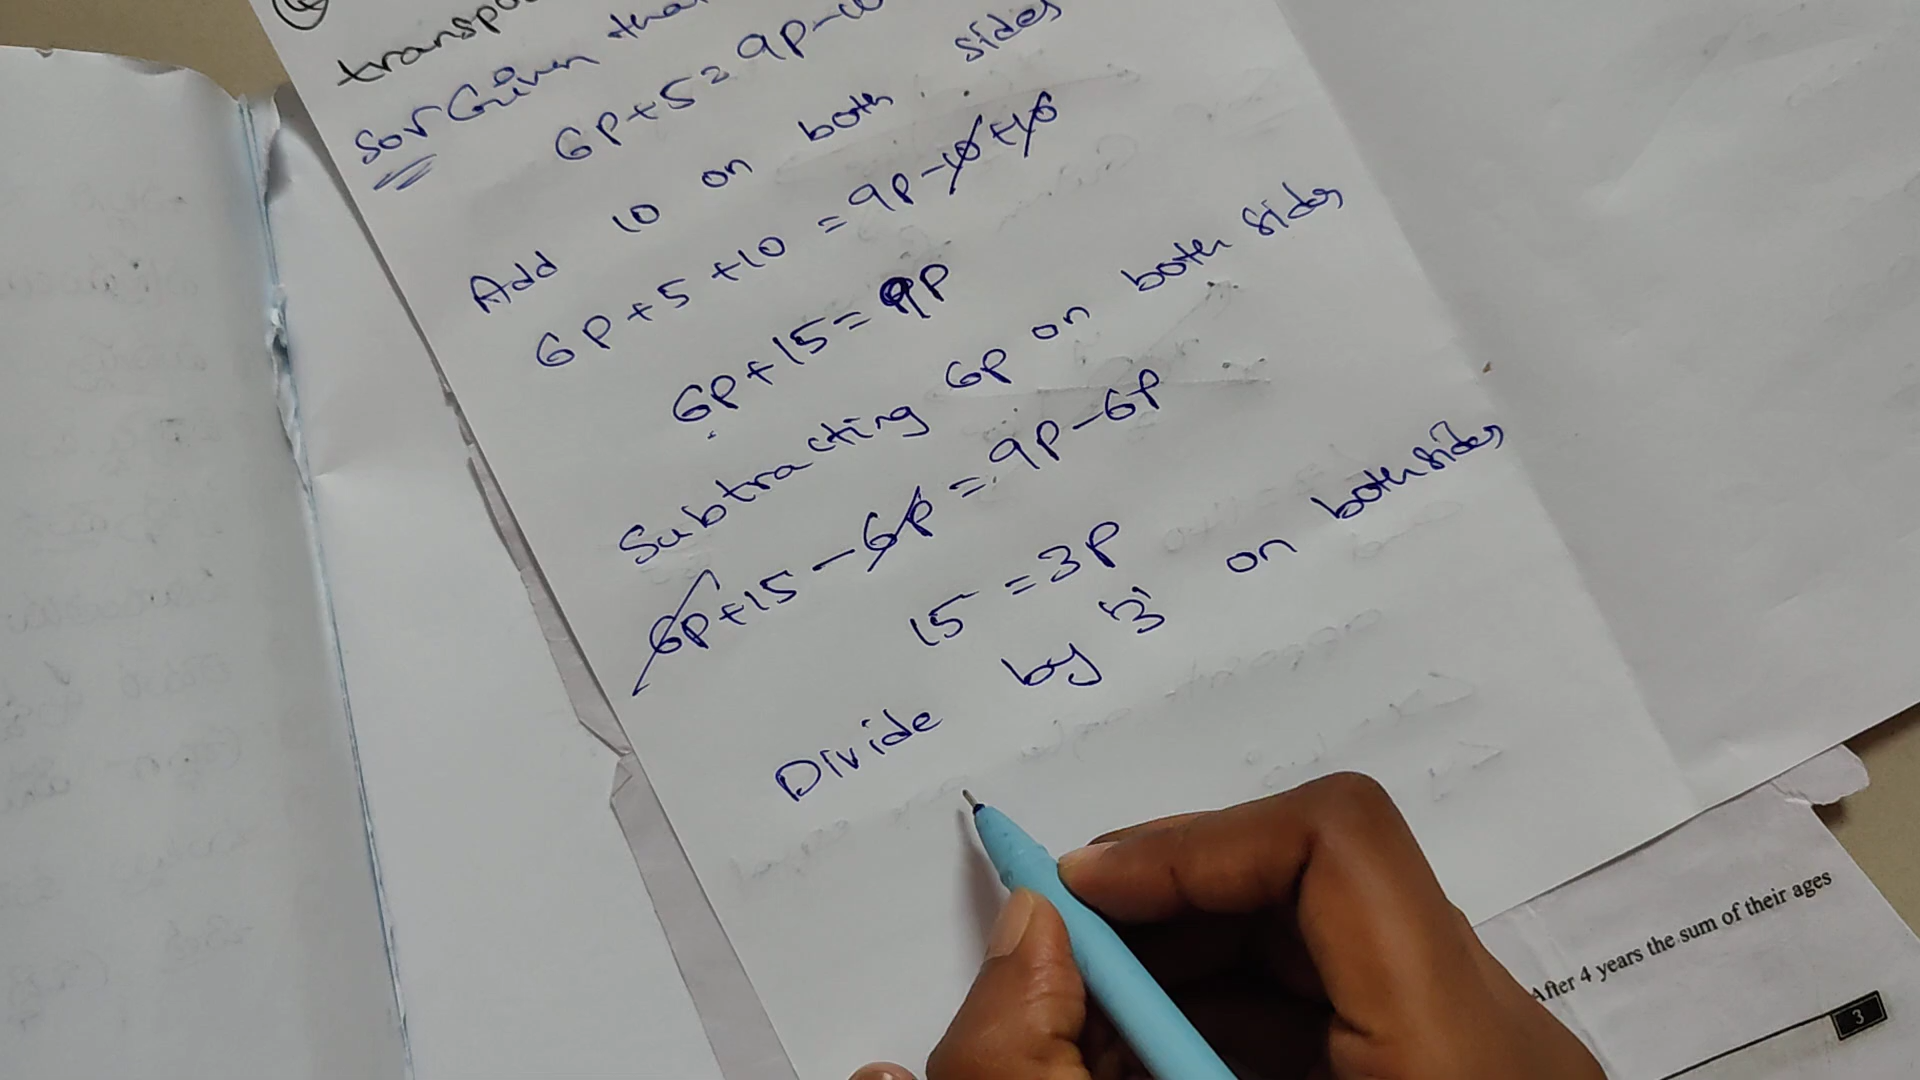 Given
6P+5=9P-10
Add 10 on both sides
6P+5+10=9P-10+10
6P+15=9P
Subtracting 6P on both sides
6P+15-6P=9P-6P
15=3P
Divide by 3 on both sides
After 4 years the sum of their ages
3